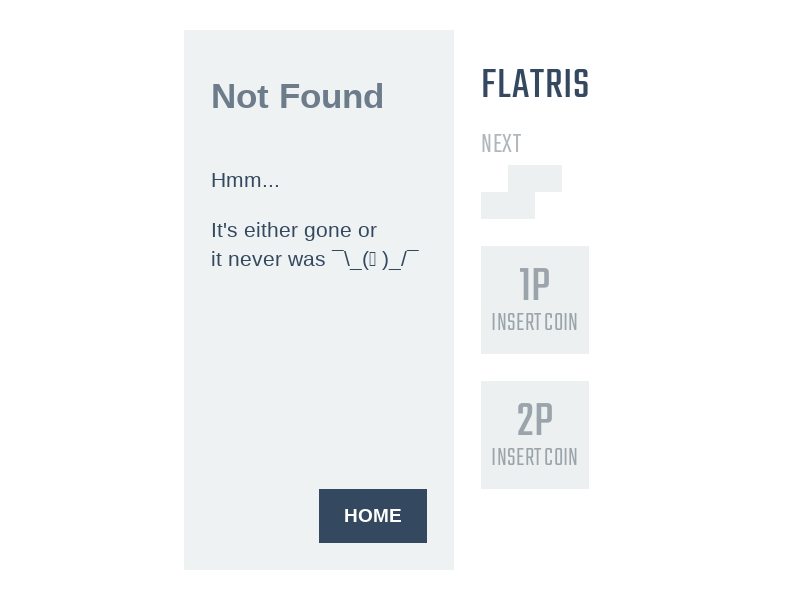 Not Found
Hmm...
It's either gone or
it never was ¯\_( )_/¯
HOME
FLATRIS
NEXT
1P
INSERT COIN
2P
INSERT COIN